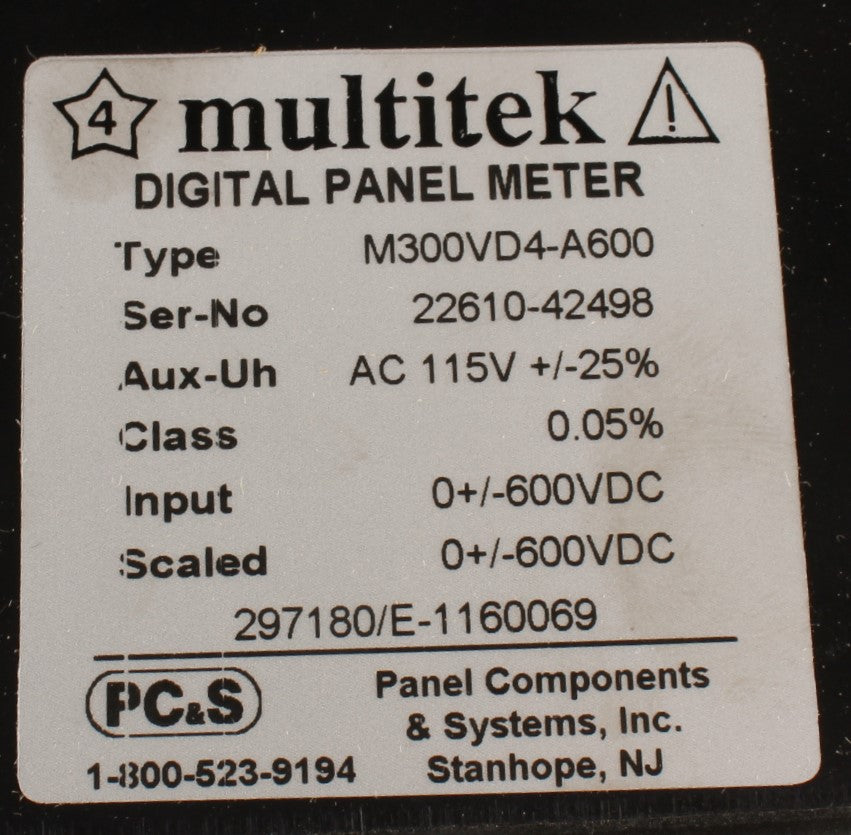 4 multitek !
DIGITAL PANEL METER
Type M300VD4-A600
Ser-No 22610-42498
Aux-Uh AC 115V +/-25%
Class 0.05%
Input 0+/-600VDC
Scaled 0+/-600VDC
297180/E-1160069
PC&S
1-800-523-9194
Panel Components
& Systems, Inc.
Stanhope, NJ